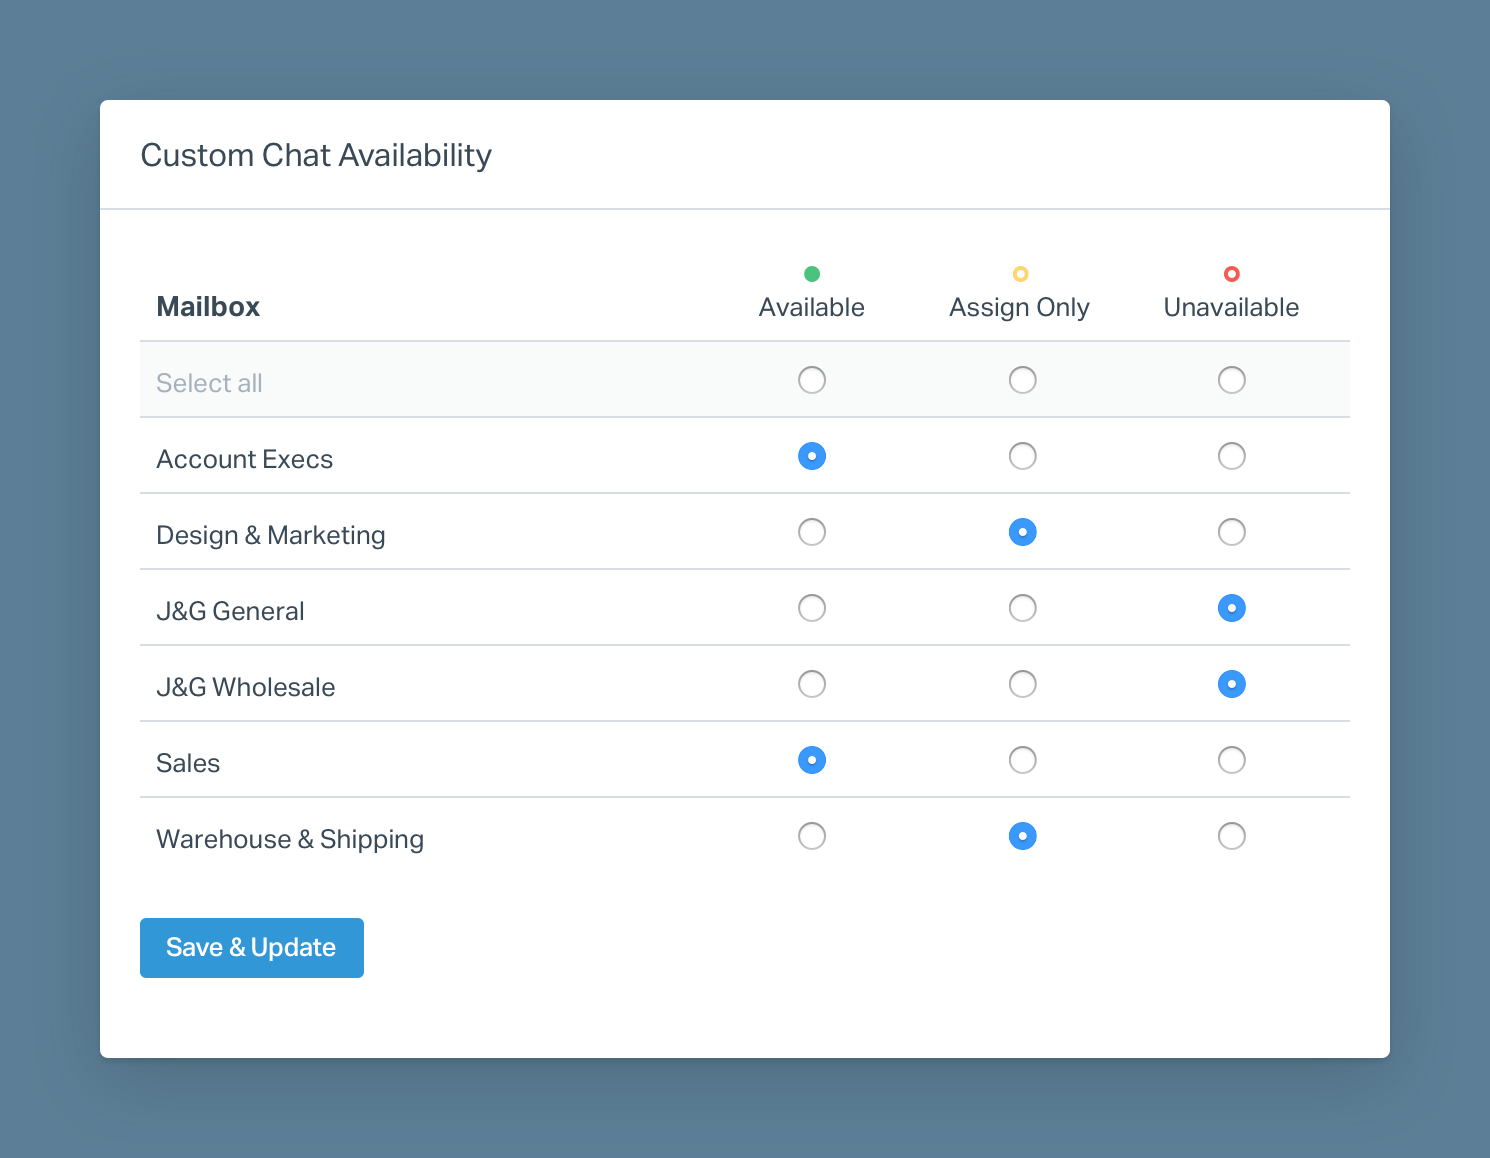 Custom Chat Availability
Mailbox Available Assign Only Unavailable
Select all
Account Execs
Design & Marketing
J&G General
J&G Wholesale
Sales
Warehouse & Shipping
Save & Update